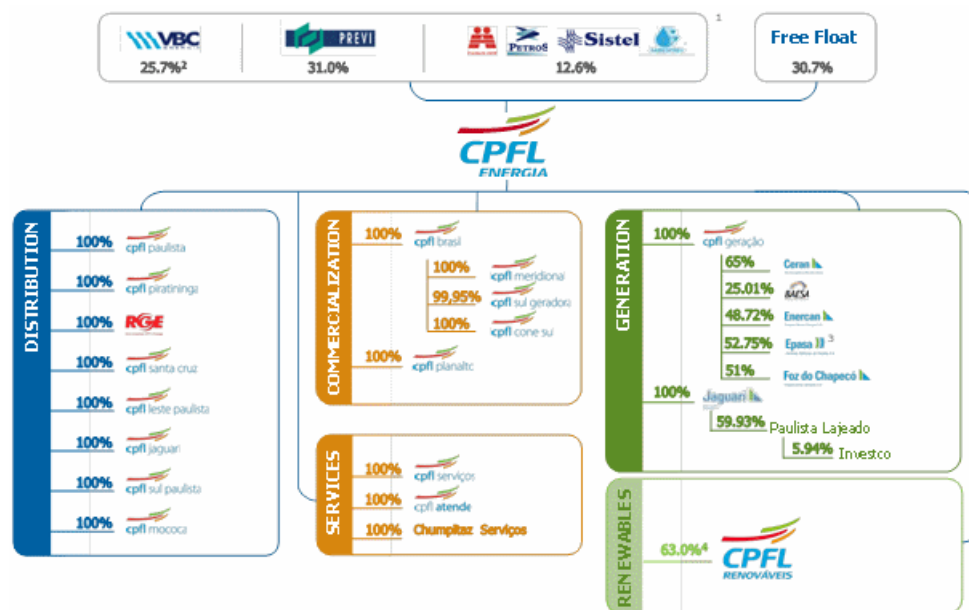 VBC
ENERGIA
25.7%²
PREVI
31.0%
PETROS
Sistel
12.6%
1
Free Float
30.7%
CPFL
ENERGIA
DISTRIBUTION
100% cpfl paulista
100% cpfl piratininga
100% RGE
100% cpfl santa cruz
100% cpfl leste paulista
100% cpfl jaguari
100% cpfl sul paulista
100% cpfl mococa
COMMERCIALIZATION
100% cpfl brasil
100% cpfl meridional
99,95% cpfl sul geradora
100% cpfl cone sul
100% cpfl planalto
SERVICES
100% cpfl serviços
100% cpfl atende
100% Chumpitaz Serviços
GENERATION
100% cpfl geração
65% Ceran
25.01% BAESA
48.72% Enercan
52.75% Epasa 3
51% Foz do Chapecó
100% Jaguari
59.93% Paulista Lajeado
5.94% Investco
RENEWABLES
63.0%⁴
CPFL
RENOVÁVEIS